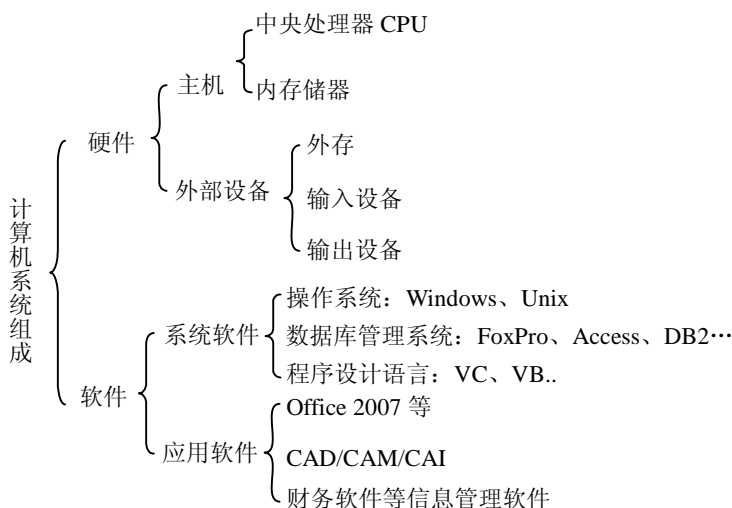 计算机系统组成
硬件
主机
中央处理器 CPU
内存储器
外部设备
外存
输入设备
输出设备
软件
系统软件
操作系统：Windows、Unix
数据库管理系统：FoxPro、Access、DB2…
程序设计语言：VC、VB..
应用软件
Office 2007 等
CAD/CAM/CAI
财务软件等信息管理软件